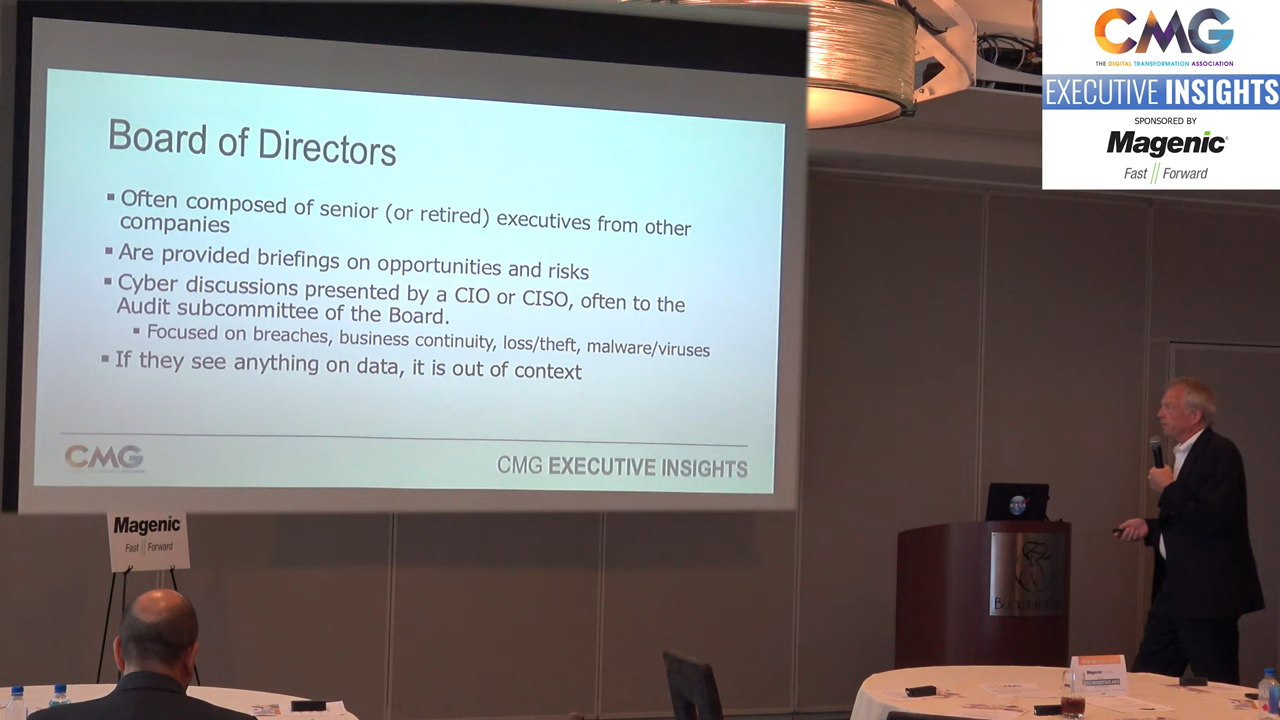 Board of Directors
▪ Often composed of senior (or retired) executives from other
companies
▪ Are provided briefings on opportunities and risks
▪ Cyber discussions presented by a CIO or CISO, often to the
Audit subcommittee of the Board.
▪ Focused on breaches, business continuity, loss/theft, malware/viruses
▪ If they see anything on data, it is out of context
CMG
CMG EXECUTIVE INSIGHTS
CMG
THE DIGITAL TRANSFORMATION ASSOCIATION
EXECUTIVE INSIGHTS
SPONSORED BY
Magenic
Fast // Forward
Magenic
Fast // Forward
NASA
Magenic